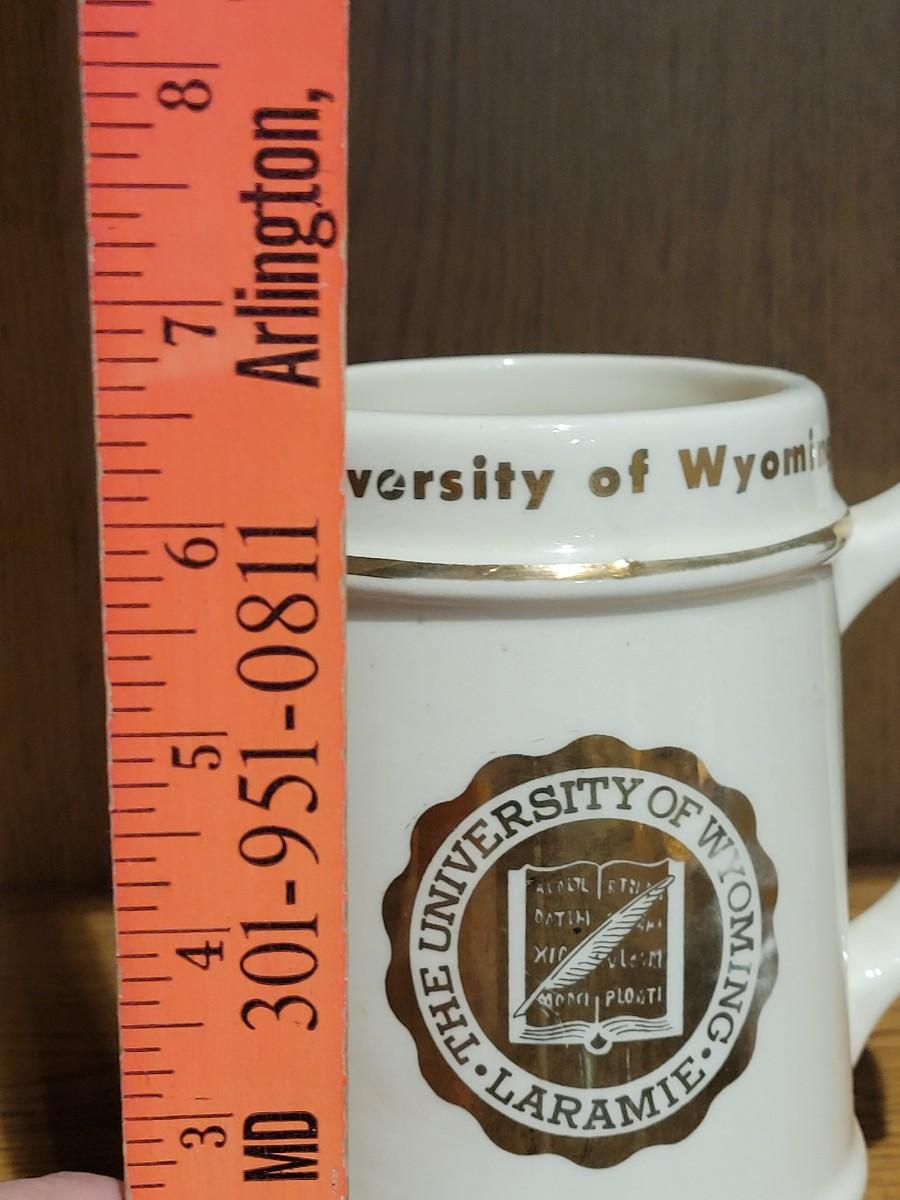 8
7
6
5
4
3
MD 301-951-0811 Arlington,
versity of Wyomin
THE UNIVERSITY OF WYOMING
• LARAMIE •